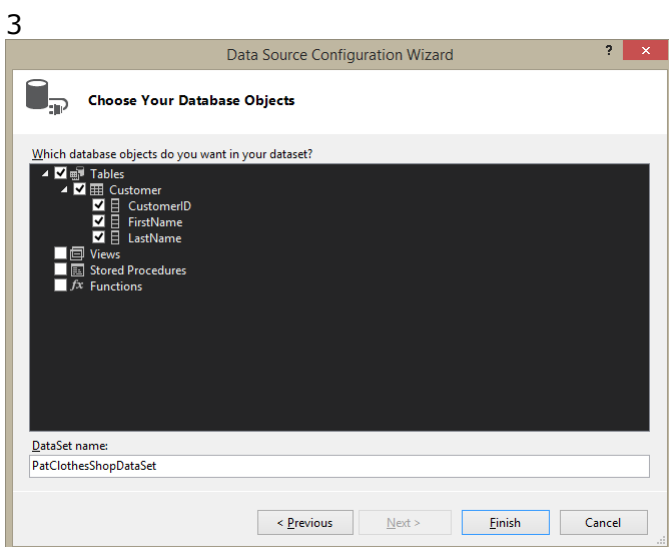 3
Data Source Configuration Wizard ? ×
Choose Your Database Objects
Which database objects do you want in your dataset?
Tables
Customer
CustomerID
FirstName
LastName
Views
Stored Procedures
fx Functions
DataSet name:
PatClothesShopDataSet
< Previous Next > Finish Cancel